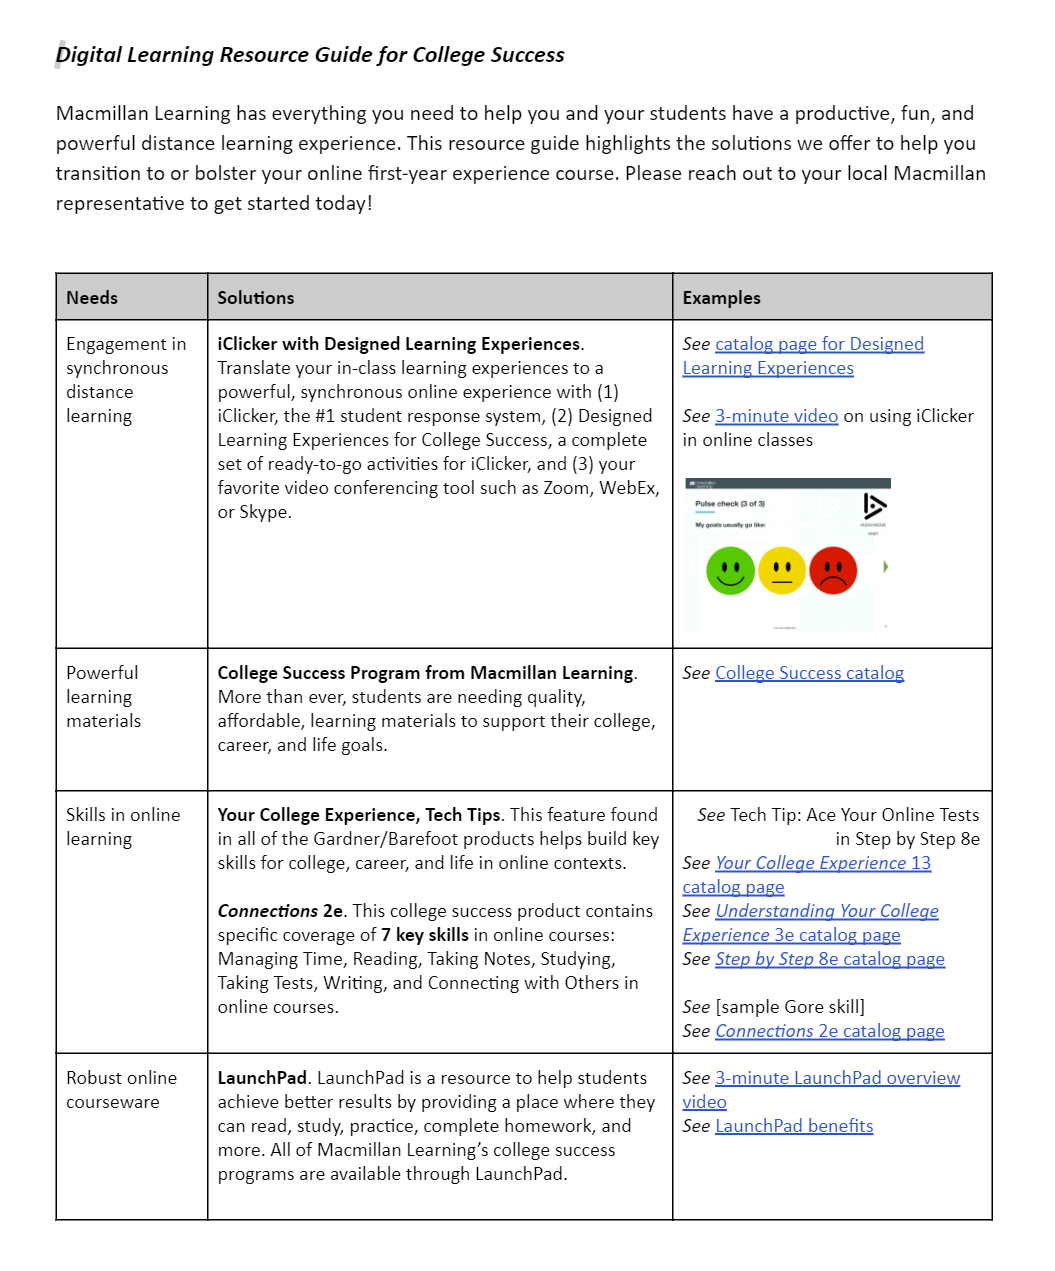 Digital Learning Resource Guide for College Success
Macmillan Learning has everything you need to help you and your students have a productive, fun, and
powerful distance learning experience. This resource guide highlights the solutions we offer to help you
transition to or bolster your online first-year experience course. Please reach out to your local Macmillan
representative to get started today!
Needs
Solutions
Examples
Engagement in
synchronous
distance
learning
iClicker with Designed Learning Experiences.
Translate your in-class learning experiences to a
powerful, synchronous online experience with (1)
iClicker, the #1 student response system, (2) Designed
Learning Experiences for College Success, a complete
set of ready-to-go activities for iClicker, and (3) your
favorite video conferencing tool such as Zoom, WebEx,
or Skype.
See catalog page for Designed
Learning Experiences
See 3-minute video on using iClicker
in online classes
Pulse check (3 of 3)
My goals usually go like:
ANONYMOUS
Powerful
learning
materials
College Success Program from Macmillan Learning.
More than ever, students are needing quality,
affordable, learning materials to support their college,
career, and life goals.
See College Success catalog
Skills in online
learning
Your College Experience, Tech Tips. This feature found
in all of the Gardner/Barefoot products helps build key
skills for college, career, and life in online contexts.
Connections 2e. This college success product contains
specific coverage of 7 key skills in online courses:
Managing Time, Reading, Taking Notes, Studying,
Taking Tests, Writing, and Connecting with Others in
online courses.
See Tech Tip: Ace Your Online Tests
in Step by Step 8e
See Your College Experience 13
catalog page
See Understanding Your College
Experience 3e catalog page
See Step by Step 8e catalog page
See [sample Gore skill]
See Connections 2e catalog page
Robust online
courseware
LaunchPad. LaunchPad is a resource to help students
achieve better results by providing a place where they
can read, study, practice, complete homework, and
more. All of Macmillan Learning’s college success
programs are available through LaunchPad.
See 3-minute LaunchPad overview
video
See LaunchPad benefits